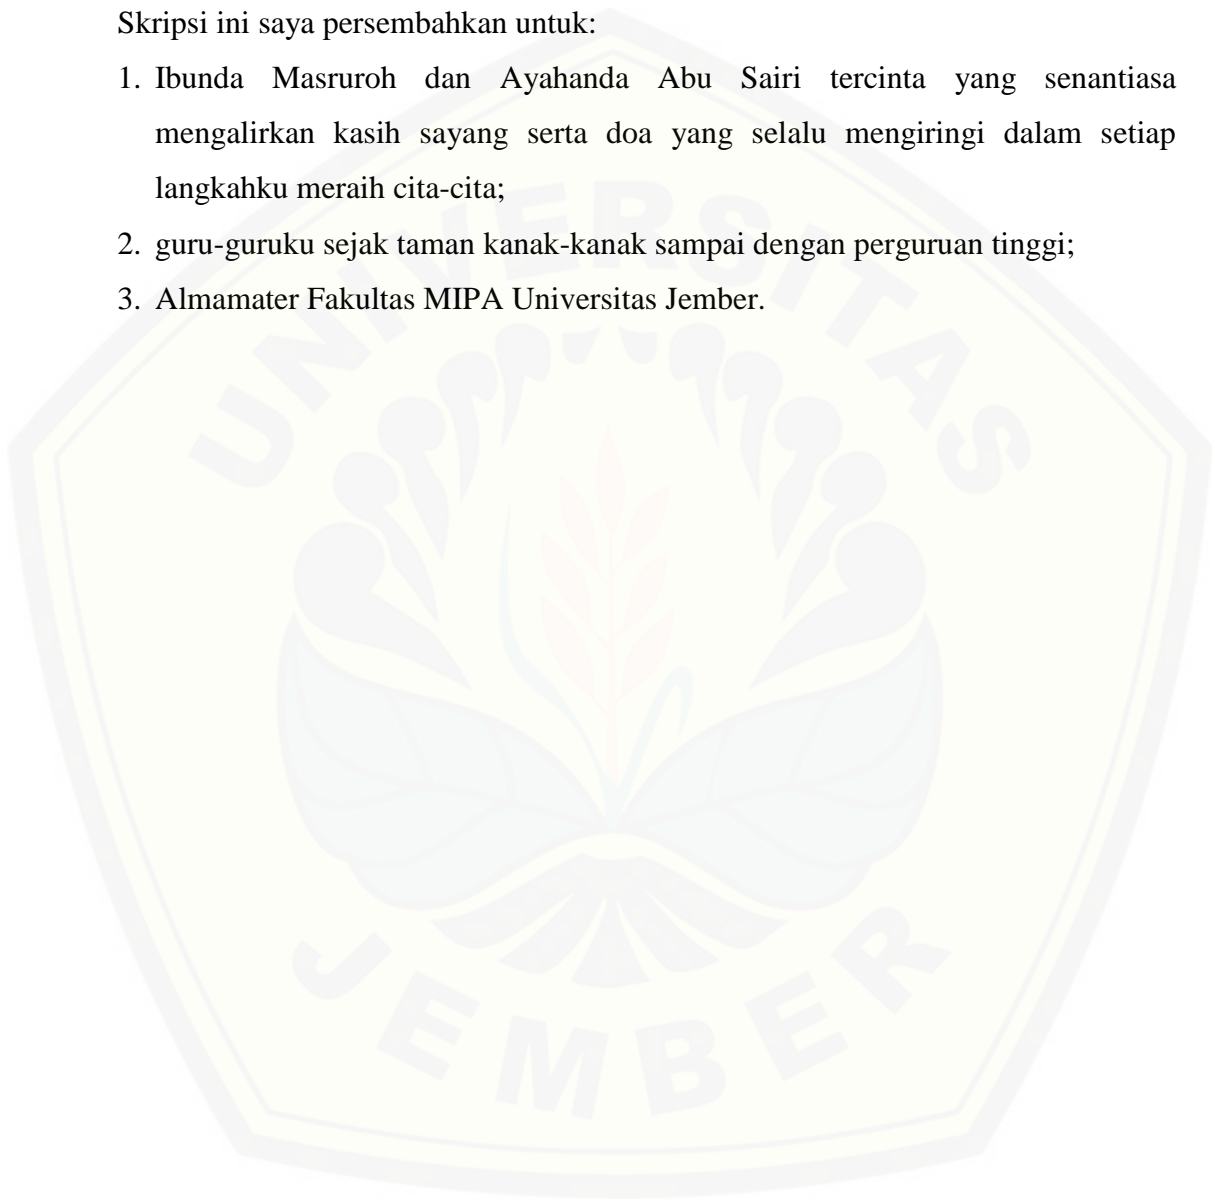 Skripsi ini saya persembahkan untuk:
1. Ibunda Masruroh dan Ayahanda Abu Sairi tercinta yang senantiasa
mengalirkan kasih sayang serta doa yang selalu mengiringi dalam setiap
langkahku meraih cita-cita;
2. guru-guruku sejak taman kanak-kanak sampai dengan perguruan tinggi;
3. Almamater Fakultas MIPA Universitas Jember.
UNIVERSITAS
JEMBER